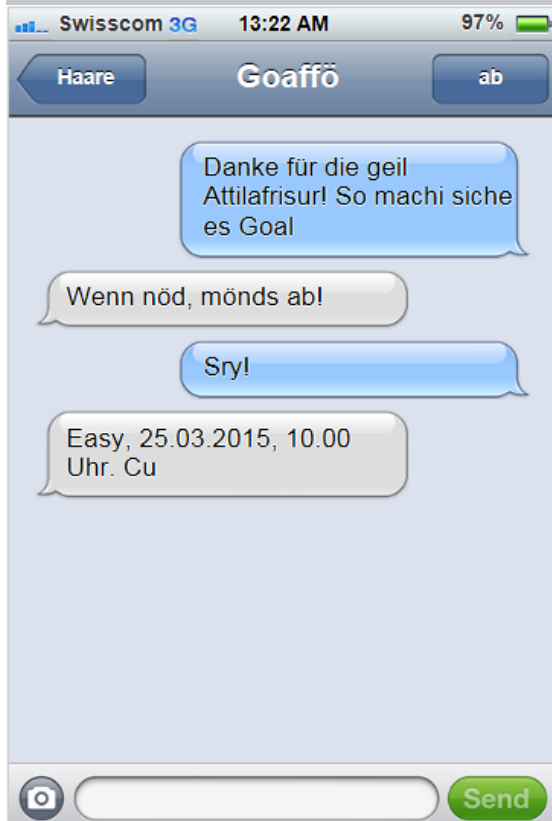 Swisscom 3G 13:22 AM 97%
Haare Goaffö ab
Danke für die geil
Attilafrisur! So machi siche
es Goal
Wenn nöd, mönds ab!
Sry!
Easy, 25.03.2015, 10.00
Uhr. Cu
Send